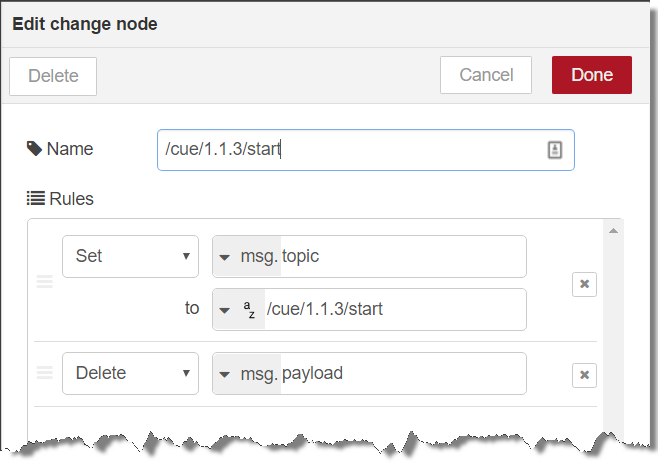 Edit change node
Delete
Cancel
Done
Name
/cue/1.1.3/start
Rules
Set
msg. topic
to
a z /cue/1.1.3/start
Delete
msg. payload